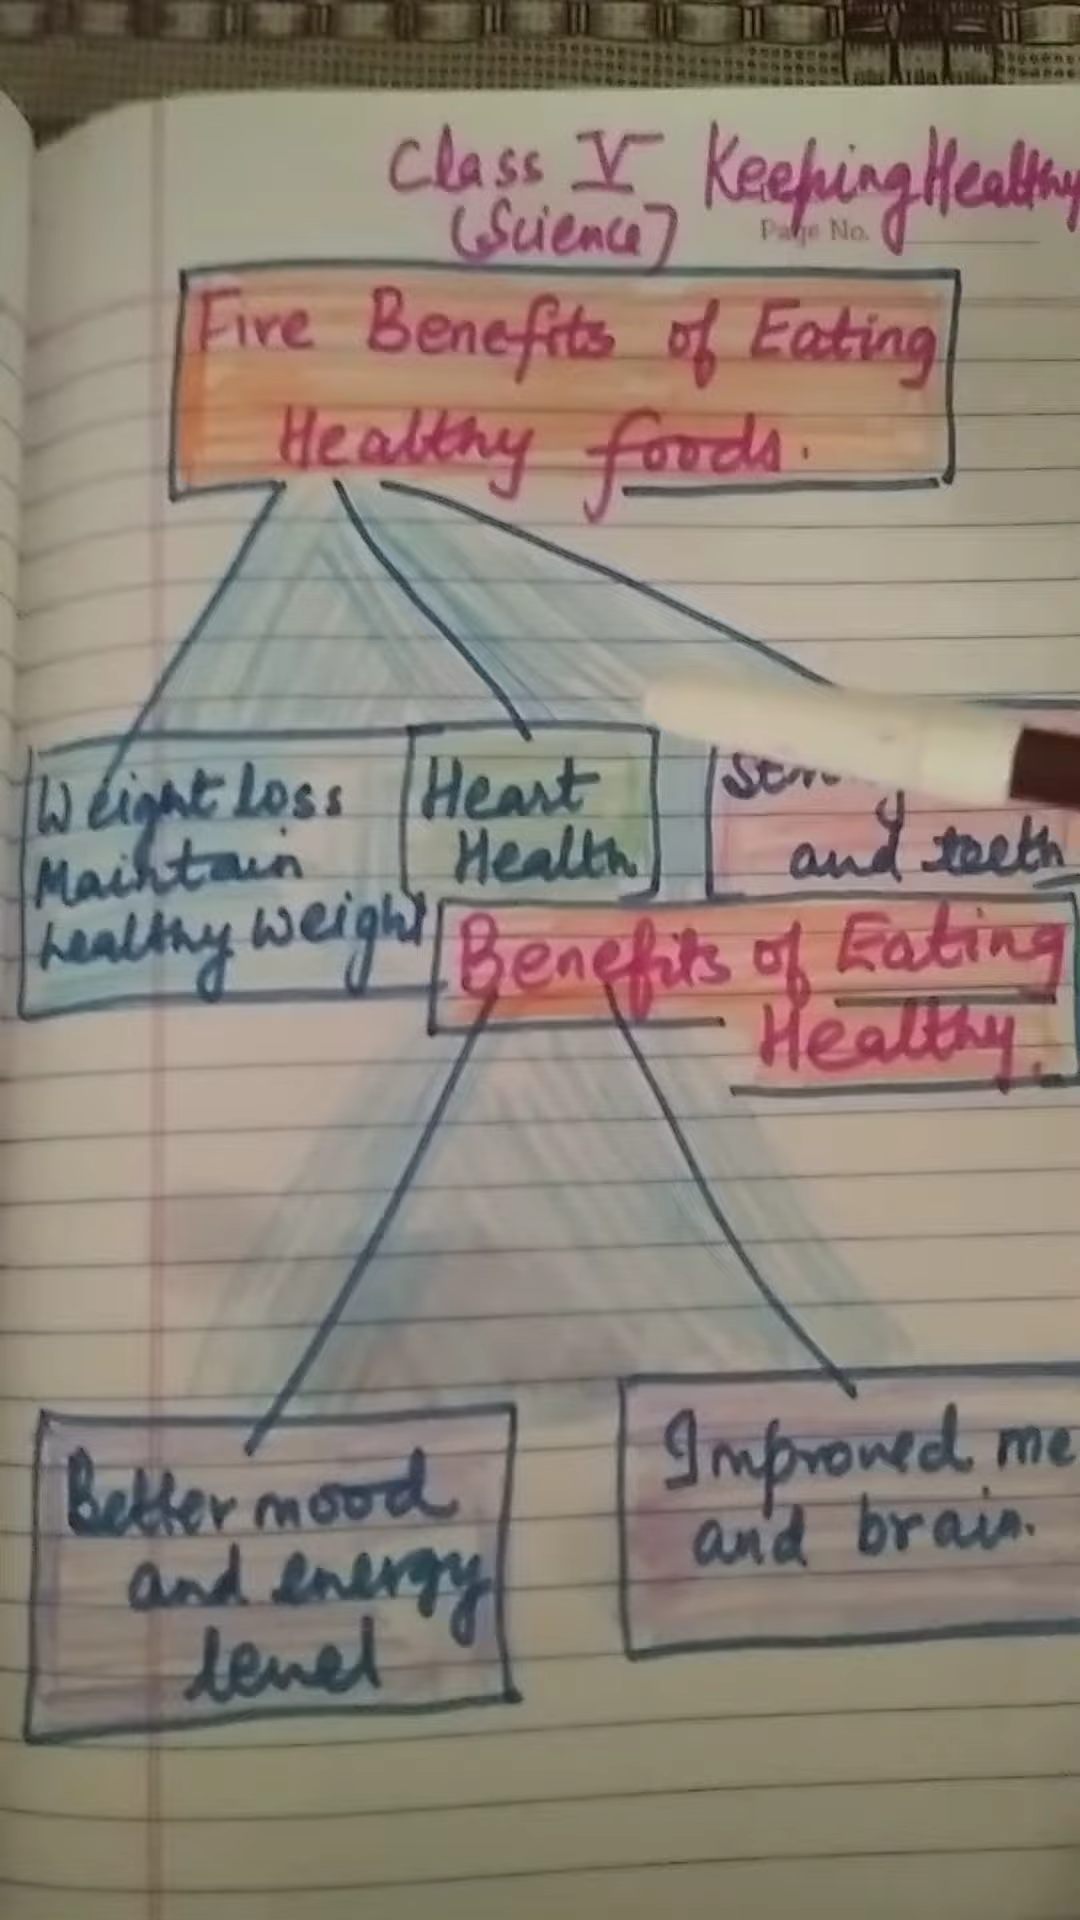 Class V Keeping Healthy
(Science)
Page No.
Five Benefits of Eating
Healthy foods.
Weight loss
Maintain
healthy weight
Heart
Health
and teeth
Benefits of Eating
Healthy.
Better mood
and energy
level
Improved me
and brain.